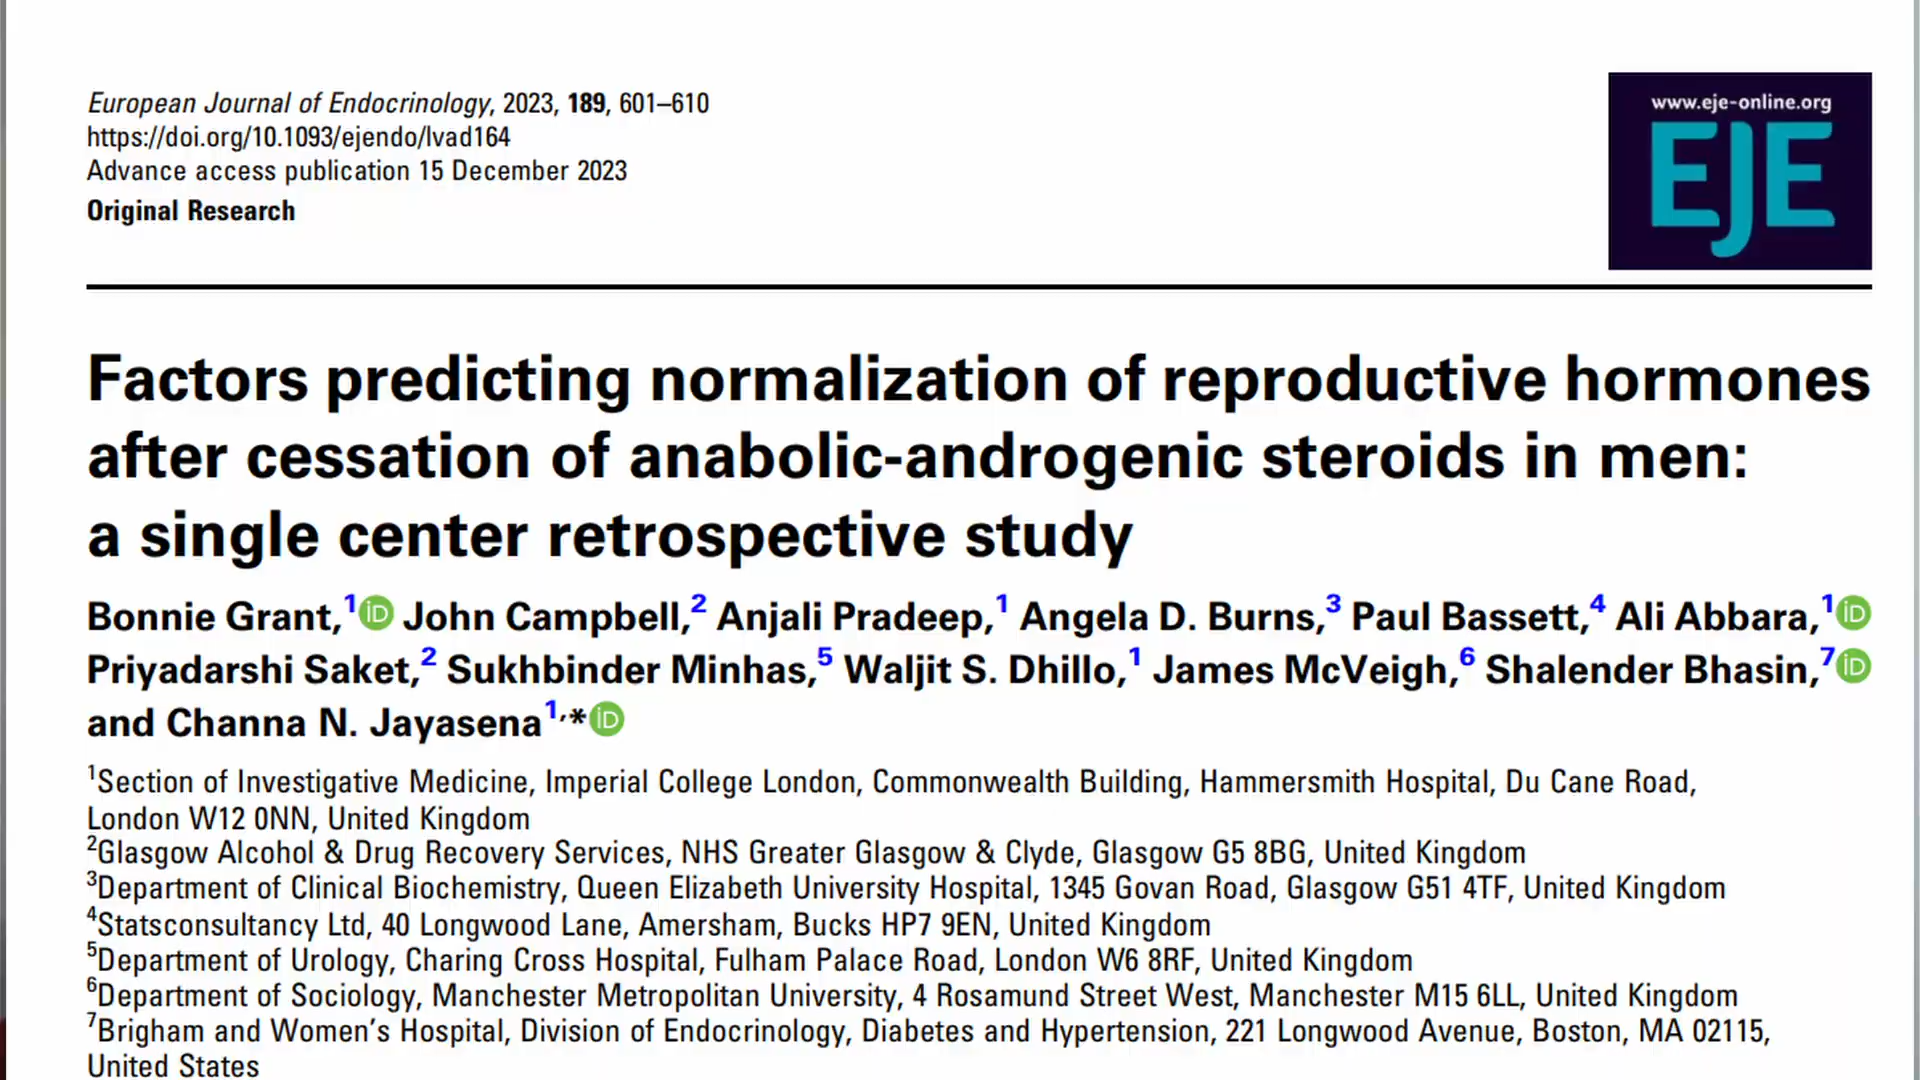 European Journal of Endocrinology, 2023, 189, 601–610
https://doi.org/10.1093/ejendo/lvad164
Advance access publication 15 December 2023
Original Research
www.eje-online.org
EJE
Factors predicting normalization of reproductive hormones
after cessation of anabolic-androgenic steroids in men:
a single center retrospective study
Bonnie Grant,1 iD John Campbell,2 Anjali Pradeep,1 Angela D. Burns,3 Paul Bassett,4 Ali Abbara,1 iD
Priyadarshi Saket,2 Sukhbinder Minhas,5 Waljit S. Dhillo,1 James McVeigh,6 Shalender Bhasin,7 iD
and Channa N. Jayasena1,* iD
1Section of Investigative Medicine, Imperial College London, Commonwealth Building, Hammersmith Hospital, Du Cane Road,
London W12 0NN, United Kingdom
2Glasgow Alcohol & Drug Recovery Services, NHS Greater Glasgow & Clyde, Glasgow G5 8BG, United Kingdom
3Department of Clinical Biochemistry, Queen Elizabeth University Hospital, 1345 Govan Road, Glasgow G51 4TF, United Kingdom
4Statsconsultancy Ltd, 40 Longwood Lane, Amersham, Bucks HP7 9EN, United Kingdom
5Department of Urology, Charing Cross Hospital, Fulham Palace Road, London W6 8RF, United Kingdom
6Department of Sociology, Manchester Metropolitan University, 4 Rosamund Street West, Manchester M15 6LL, United Kingdom
7Brigham and Women's Hospital, Division of Endocrinology, Diabetes and Hypertension, 221 Longwood Avenue, Boston, MA 02115,
United States